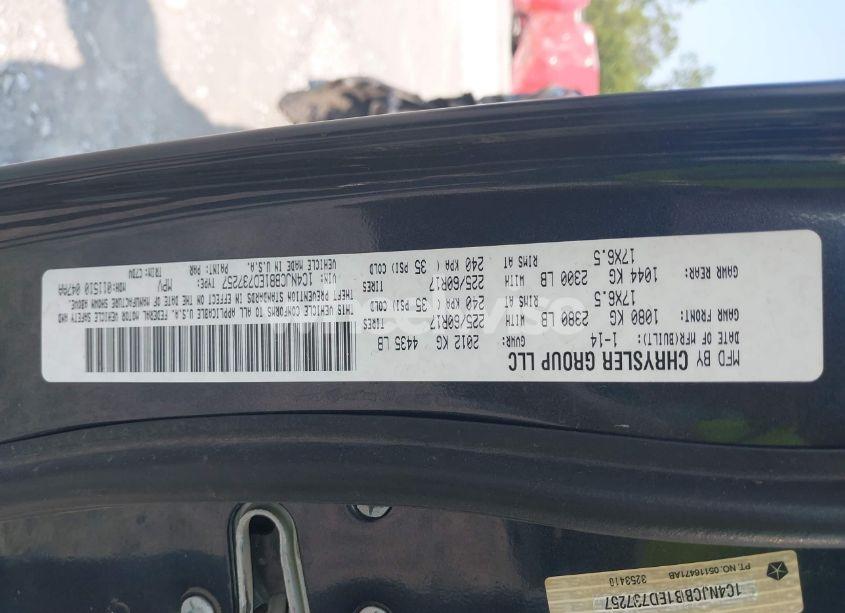 MFD BY CHRYSLER GROUP LLC
DATE OF MFR(BUILT): 1-14 GVWR: 2012 KG 4435 LB
GAWR FRONT: WITH TIRES RIMS AT
1080 KG 2380 LB 225/60R17 17X6.5 240 KPA ( 35 PSI) COLD
GAWR REAR: WITH TIRES RIMS AT
1044 KG 2300 LB 225/60R17 17X6.5 240 KPA ( 35 PSI) COLD
THIS VEHICLE CONFORMS TO ALL APPLICABLE U.S.A. FEDERAL MOTOR VEHICLE SAFETY AND
THEFT PREVENTION STANDARDS IN EFFECT ON THE DATE OF MANUFACTURE SHOWN ABOVE.
VIN: 1C4NJCBB1ED737257 TYPE: MPV MDH:011510 047AA
VEHICLE MADE IN U.S.A. PAINT: PAR TRIM:
PT. NO. 05116471AB
3253410
1C4NJCBB1ED737257